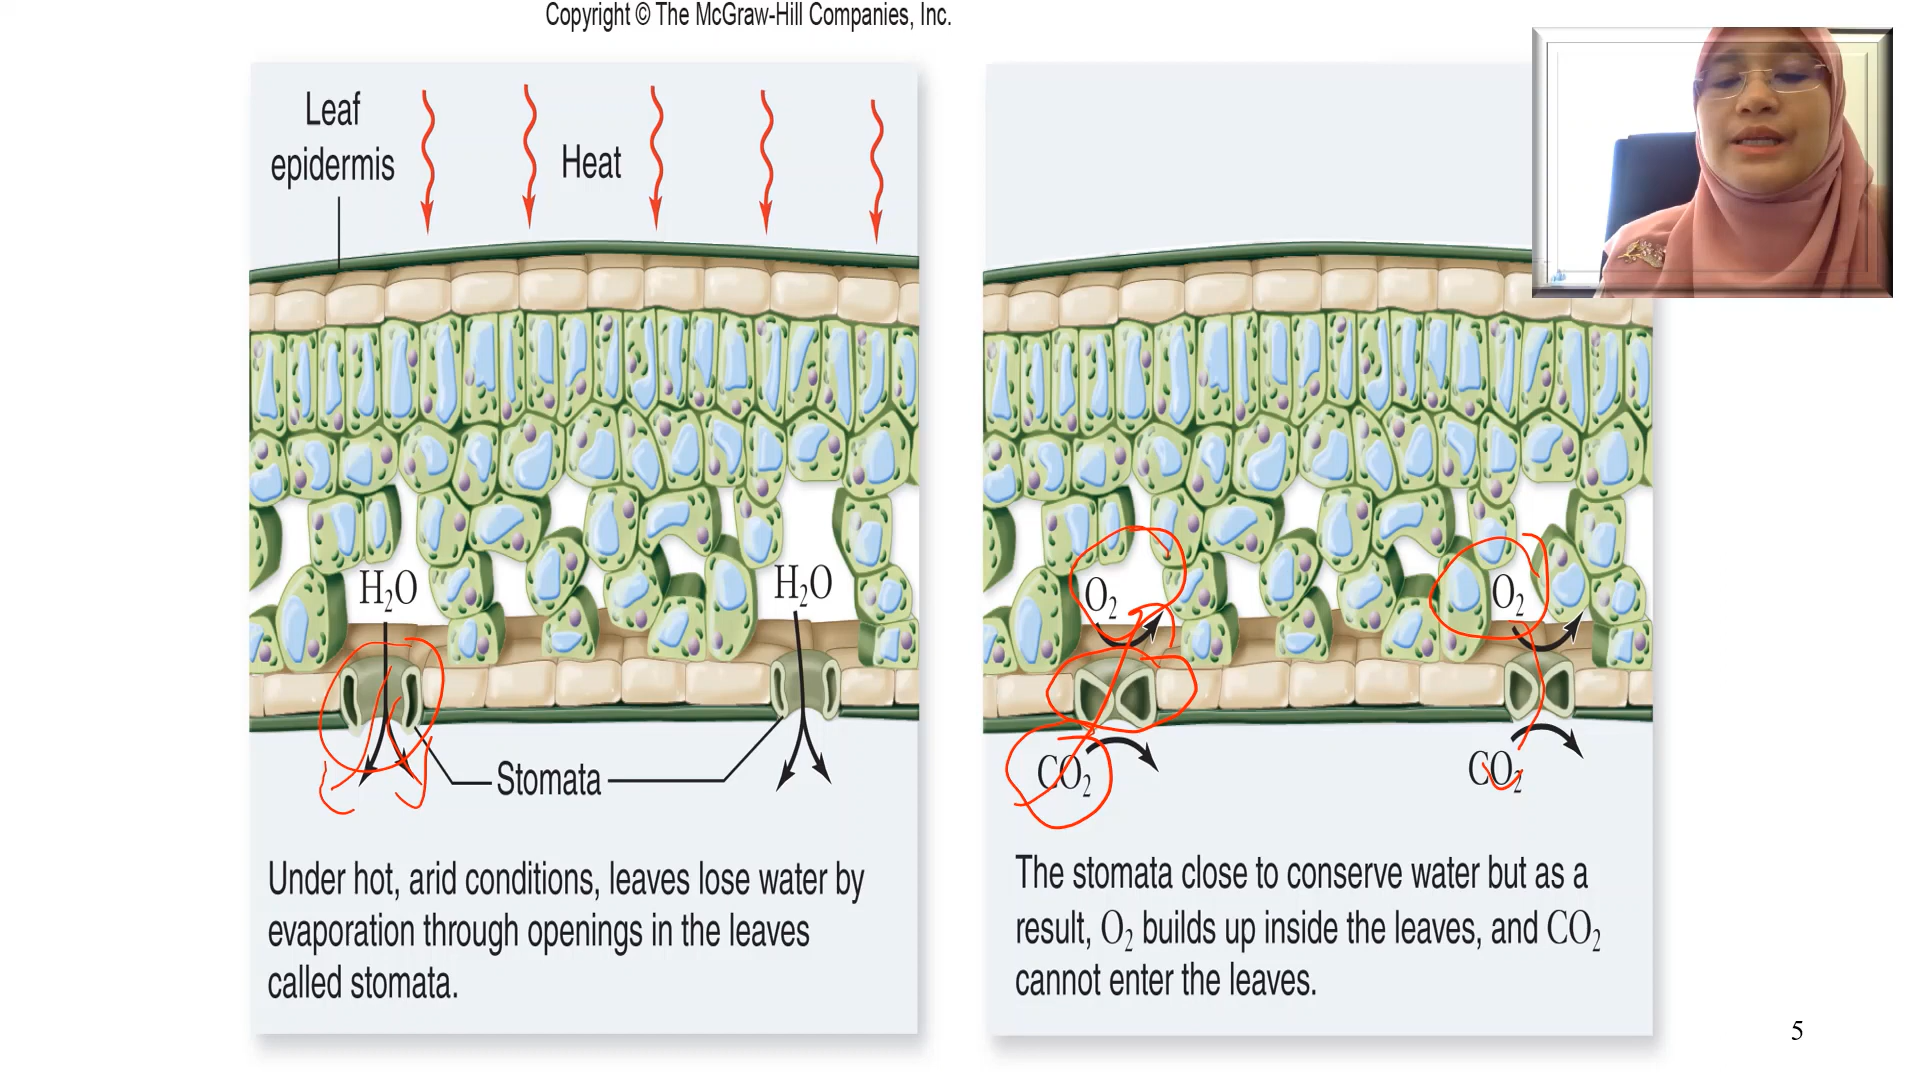 Copyright © The McGraw-Hill Companies, Inc.
Leaf
epidermis
Heat
H₂O
H₂O
Stomata
Under hot, arid conditions, leaves lose water by
evaporation through openings in the leaves
called stomata.
O₂
O₂
CO₂
CO₂
The stomata close to conserve water but as a
result, O₂ builds up inside the leaves, and CO₂
cannot enter the leaves.
5